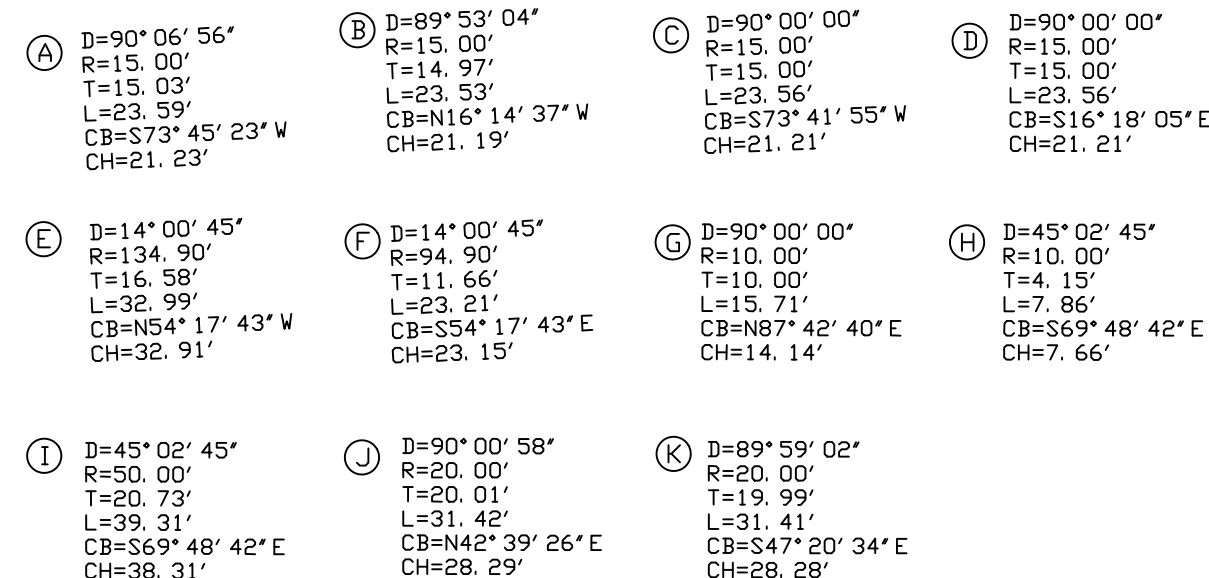 A
D=90° 06′ 56″
R=15. 00′
T=15. 03′
L=23. 59′
CB=S73° 45′ 23″ W
CH=21. 23′
B
D=89° 53′ 04″
R=15. 00′
T=14. 97′
L=23. 53′
CB=N16° 14′ 37″ W
CH=21. 19′
C
D=90° 00′ 00″
R=15. 00′
T=15. 00′
L=23. 56′
CB=S73° 41′ 55″ W
CH=21. 21′
D
D=90° 00′ 00″
R=15. 00′
T=15. 00′
L=23. 56′
CB=S16° 18′ 05″ E
CH=21. 21′
E
D=14° 00′ 45″
R=134. 90′
T=16. 58′
L=32. 99′
CB=N54° 17′ 43″ W
CH=32. 91′
F
D=14° 00′ 45″
R=94. 90′
T=11. 66′
L=23. 21′
CB=S54° 17′ 43″ E
CH=23. 15′
G
D=90° 00′ 00″
R=10. 00′
T=10. 00′
L=15. 71′
CB=N87° 42′ 40″ E
CH=14. 14′
H
D=45° 02′ 45″
R=10. 00′
T=4. 15′
L=7. 86′
CB=S69° 48′ 42″ E
CH=7. 66′
I
D=45° 02′ 45″
R=50. 00′
T=20. 73′
L=39. 31′
CB=S69° 48′ 42″ E
CH=38. 31′
J
D=90° 00′ 58″
R=20. 00′
T=20. 01′
L=31. 42′
CB=N42° 39′ 26″ E
CH=28. 29′
K
D=89° 59′ 02″
R=20. 00′
T=19. 99′
L=31. 41′
CB=S47° 20′ 34″ E
CH=28. 28′